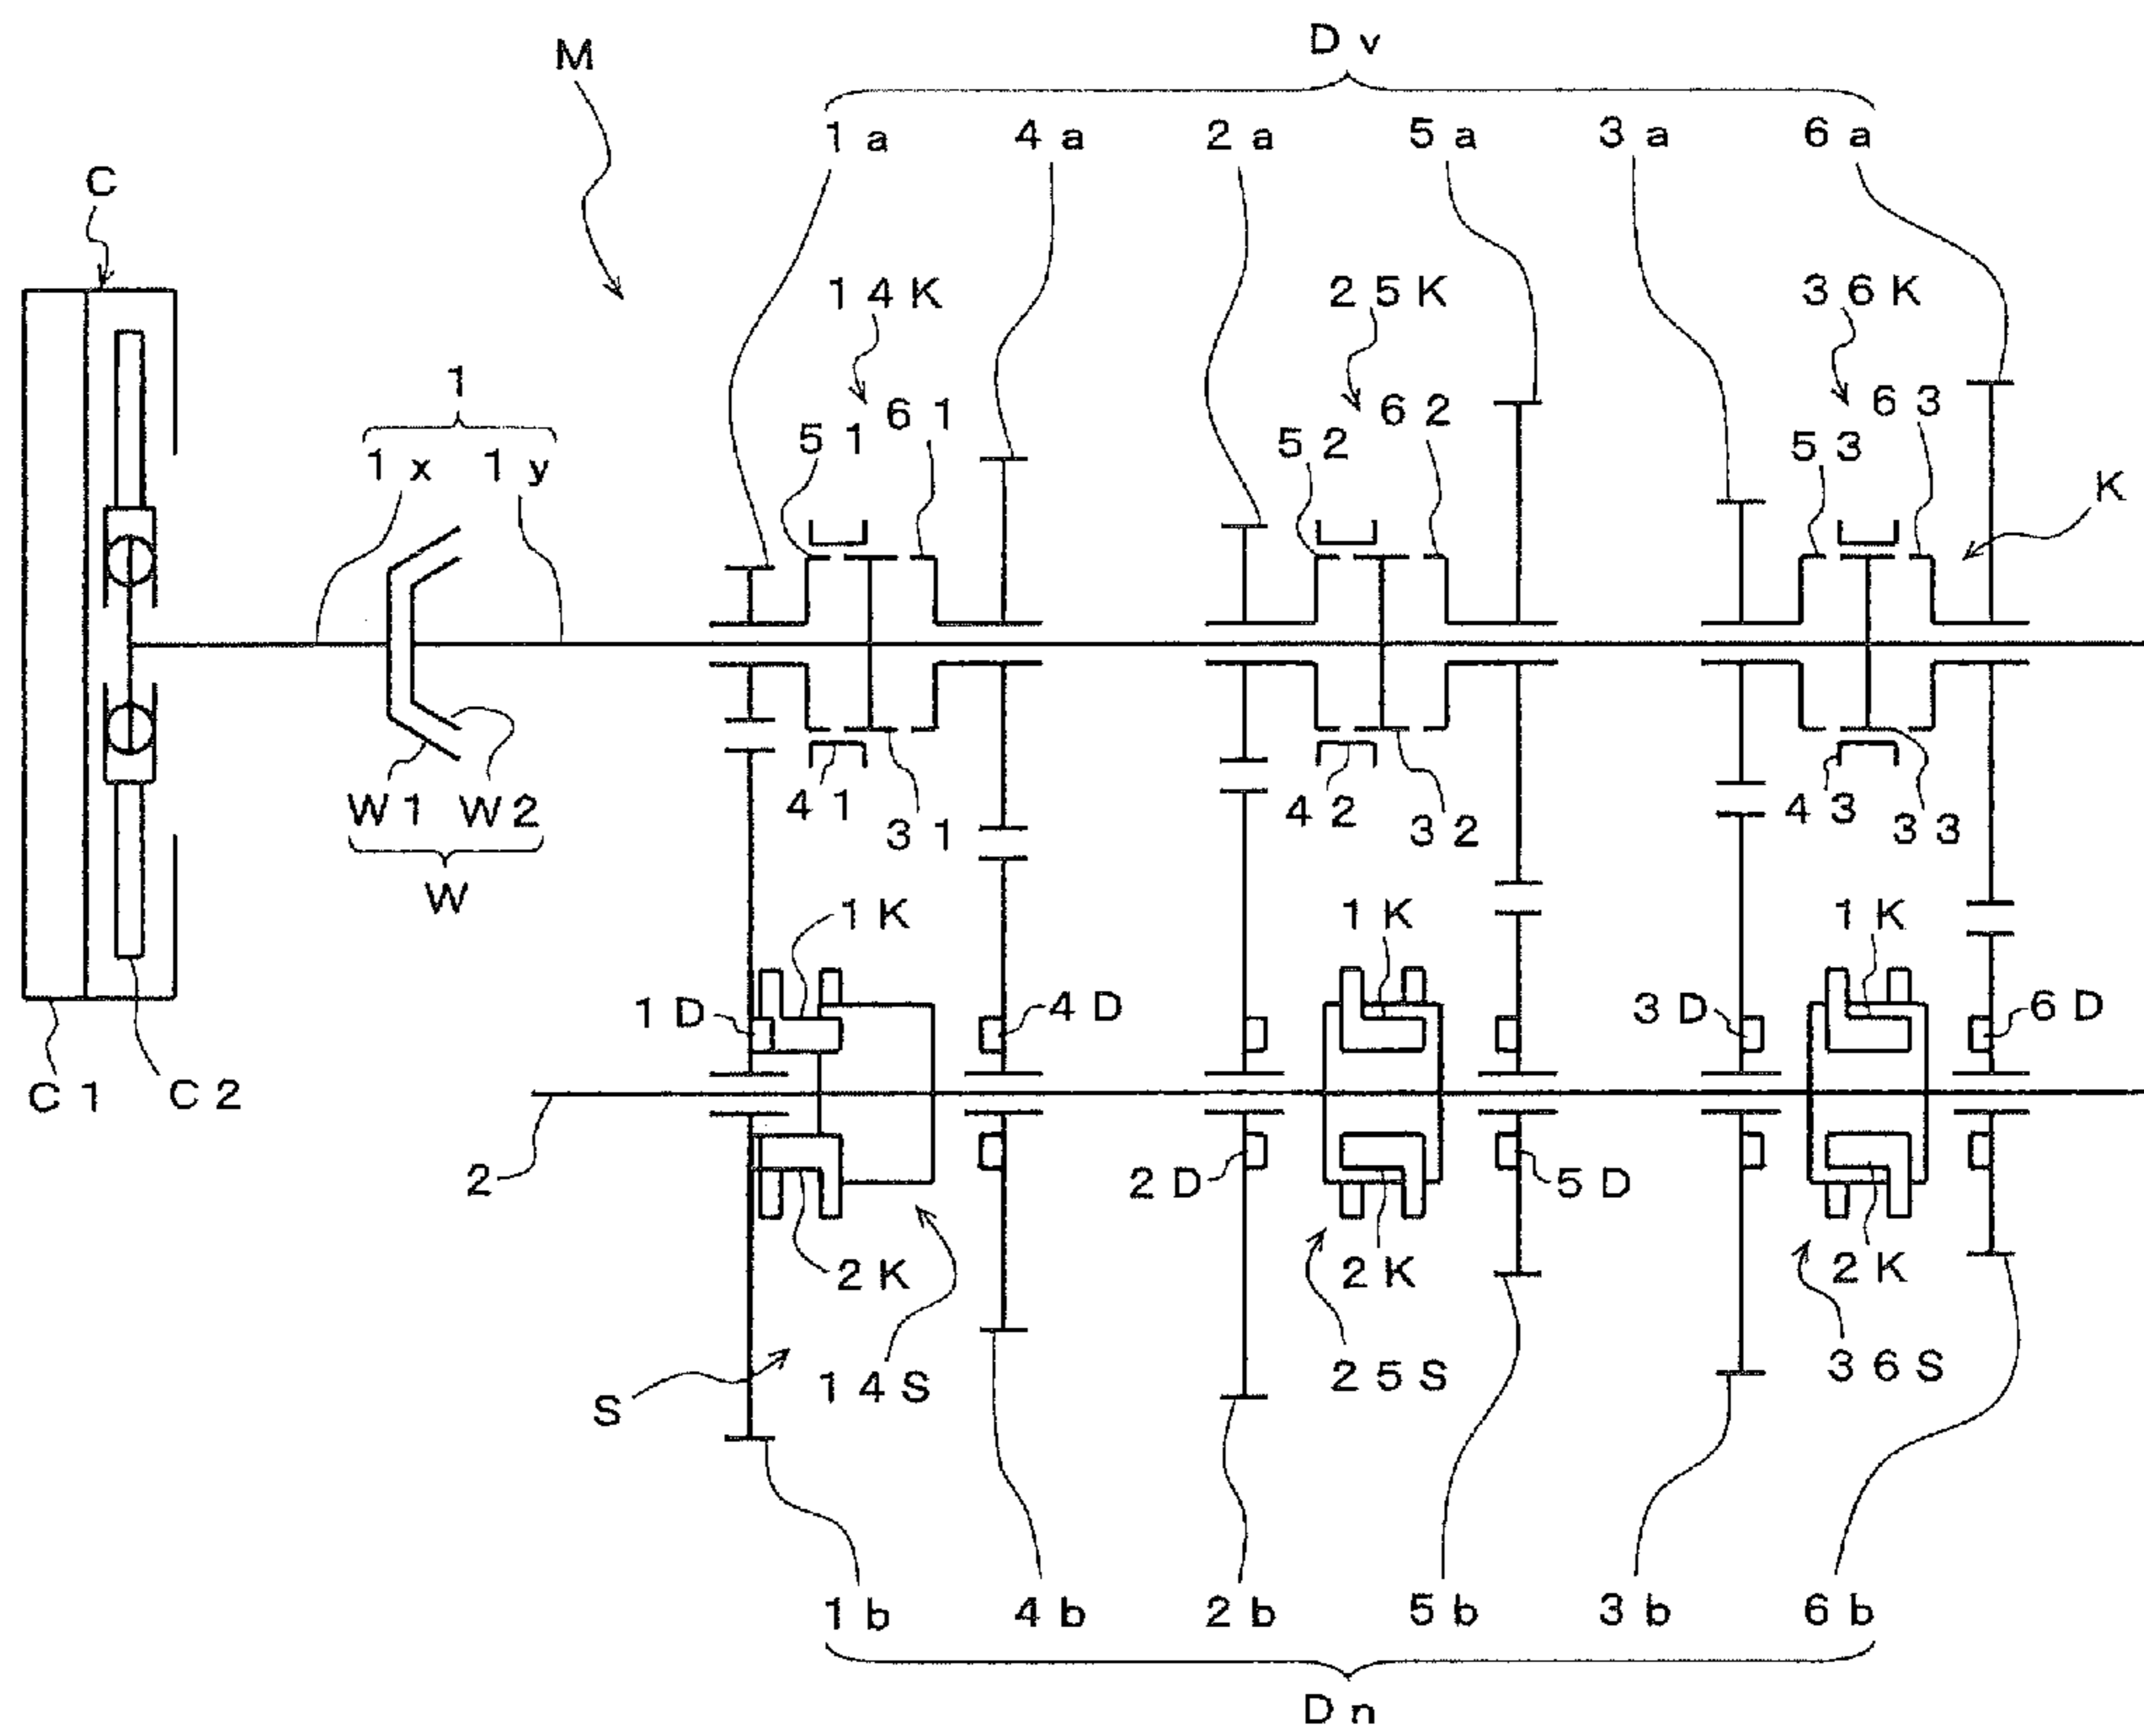 D v
M
1 a 4 a 2 a 5 a 3 a 6 a
C
1 4 K 2 5 K 3 6 K
1
6 1 6 2 6 3
5 1 5 2 5 3
1 x 1 y
K
W 1 W 2
4 1 4 2 4 3
3 1 3 2 3 3
W
1 K 1 K 1 K
1 D 4 D 3 D 6 D
C 1 C 2
2 2 D 5 D
2 K 2 K 2 K
S 1 4 S 2 5 S 3 6 S
1 b 4 b 2 b 5 b 3 b 6 b
D n